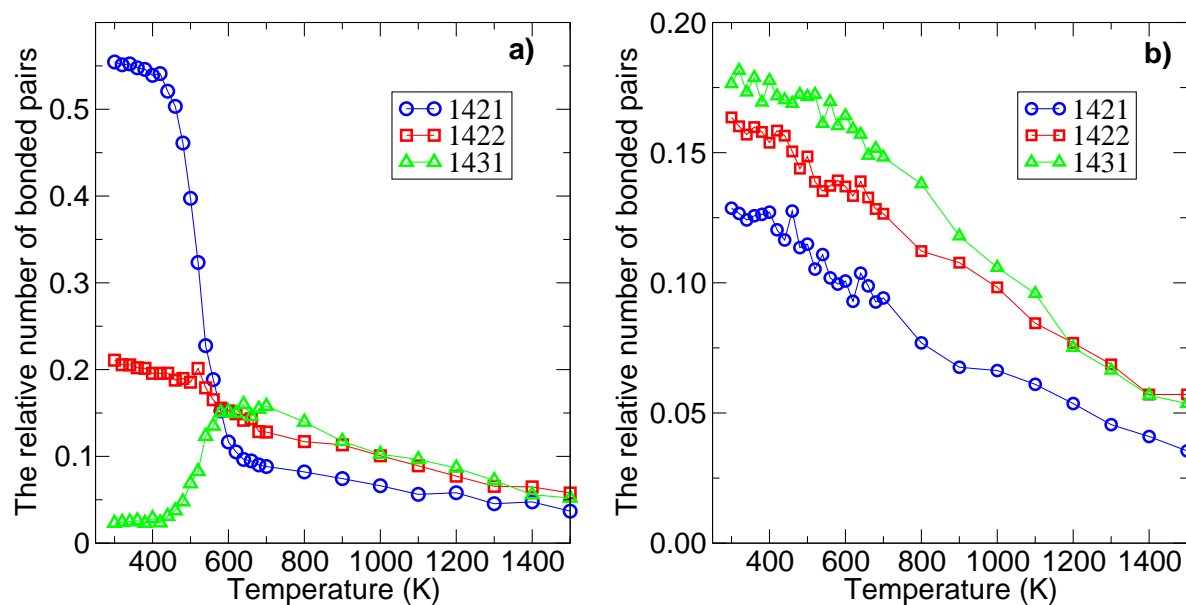 a)
The relative number of bonded pairs
0.5
0.4
0.3
0.2
0.1
0
1421
1422
1431
400 600 800 1000 1200 1400
Temperature (K)
b)
The relative number of bonded pairs
0.20
0.15
0.10
0.05
0.00
1421
1422
1431
400 600 800 1000 1200 1400
Temperature (K)